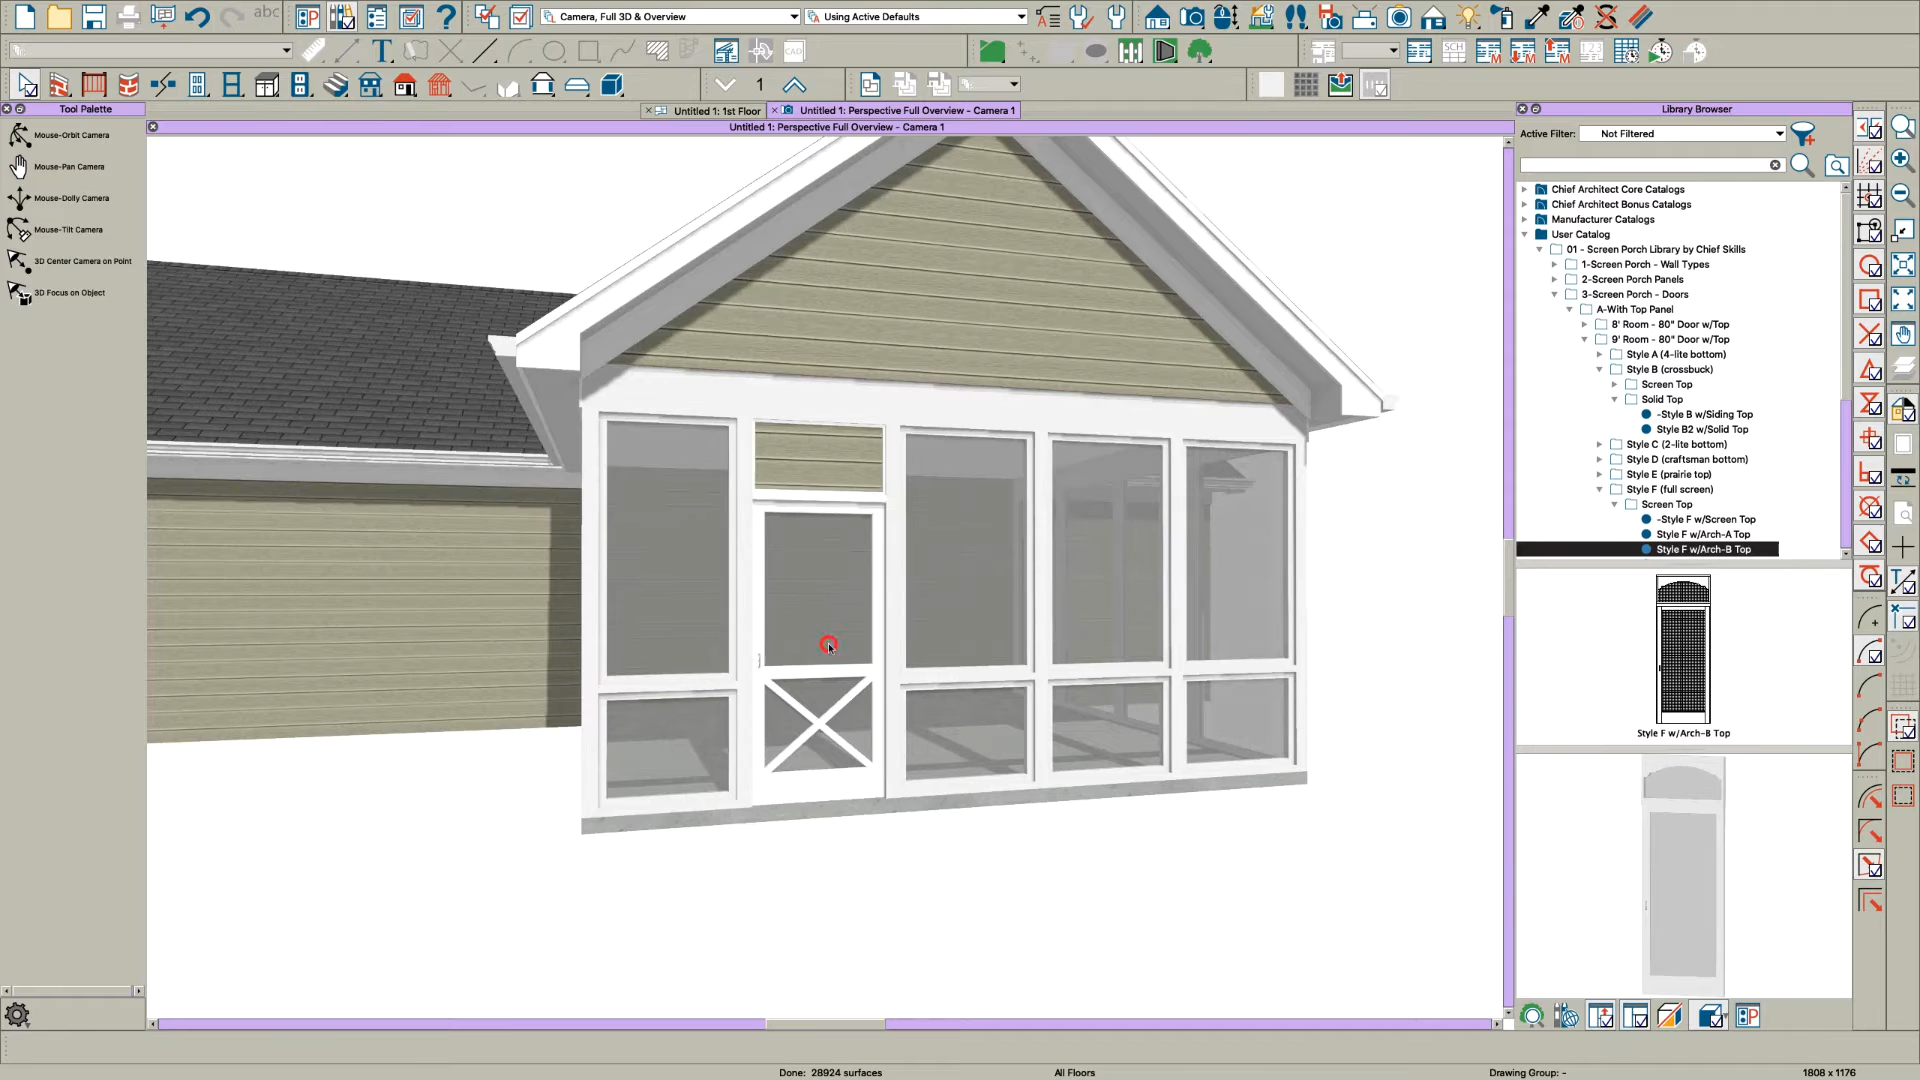 abc
Camera, Full 3D & Overview
Using Active Defaults
T
CAD
SCH
M
M
M
123
1
Tool Palette
Untitled 1: 1st Floor
Untitled 1: Perspective Full Overview - Camera 1
Library Browser
Untitled 1: Perspective Full Overview - Camera 1
Mouse-Orbit Camera
Mouse-Pan Camera
Mouse-Dolly Camera
Mouse-Tilt Camera
3D Center Camera on Point
3D Focus on Object
Active Filter:
Not Filtered
Chief Architect Core Catalogs
Chief Architect Bonus Catalogs
Manufacturer Catalogs
User Catalog
01 - Screen Porch Library by Chief Skills
1-Screen Porch - Wall Types
2-Screen Porch Panels
3-Screen Porch - Doors
A-With Top Panel
8' Room - 80" Door w/Top
9' Room - 80" Door w/Top
Style A (4-lite bottom)
Style B (crossbuck)
Screen Top
Solid Top
-Style B w/Siding Top
Style B2 w/Solid Top
Style C (2-lite bottom)
Style D (craftsman bottom)
Style E (prairie top)
Style F (full screen)
Screen Top
-Style F w/Screen Top
Style F w/Arch-A Top
Style F w/Arch-B Top
Style F w/Arch-B Top
Done: 28924 surfaces
All Floors
Drawing Group: -
1808 x 1176